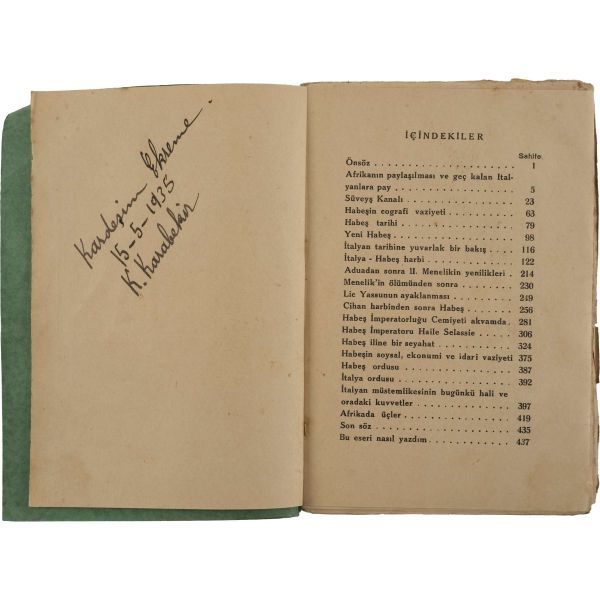 Kardeşim Ekreme
15-5-1935
K. Karabekir
İÇİNDEKİLER
Sahife
Önsöz . . . . . . . . . . . . . . . . 1
Afrikanın paylaşılması ve geç kalan İtal-
yanlara pay . . . . . . . . . . . . . . . . 5
Süveyş Kanalı . . . . . . . . . . . . . . . . 23
Habeşin coğrafi vaziyeti . . . . . . . . . . 63
Habeş tarihi . . . . . . . . . . . . . . . . 79
Yeni Habeş . . . . . . . . . . . . . . . . 98
İtalyan tarihine yuvarlak bir bakış . . . . 116
İtalya - Habeş harbi . . . . . . . . . . . . 122
Aduadan sonra II. Menelikin yenilikleri . 214
Menelik'in ölümünden sonra . . . . . . . . 230
Lic Yassunun ayaklanması . . . . . . . . 249
Cihan harbinden sonra Habeş . . . . . . . 256
Habeş İmperatorluğu Cemiyeti akvamda . 281
Habeş İmperatoru Haile Selassie . . . . . 306
Habeş iline bir seyahat . . . . . . . . . . 324
Habeşin soysal, ekonomi ve idari vaziyeti 375
Habeş ordusu . . . . . . . . . . . . . . . . 387
İtalya ordusu . . . . . . . . . . . . . . . . 392
İtalyan müstemlikesinin bugünkü hali ve
oradaki kuvvetler . . . . . . . . . . . . . . 397
Afrikada üçler . . . . . . . . . . . . . . . . 419
Son söz . . . . . . . . . . . . . . . . 435
Bu eseri nasıl yazdım . . . . . . . . . . . . 437